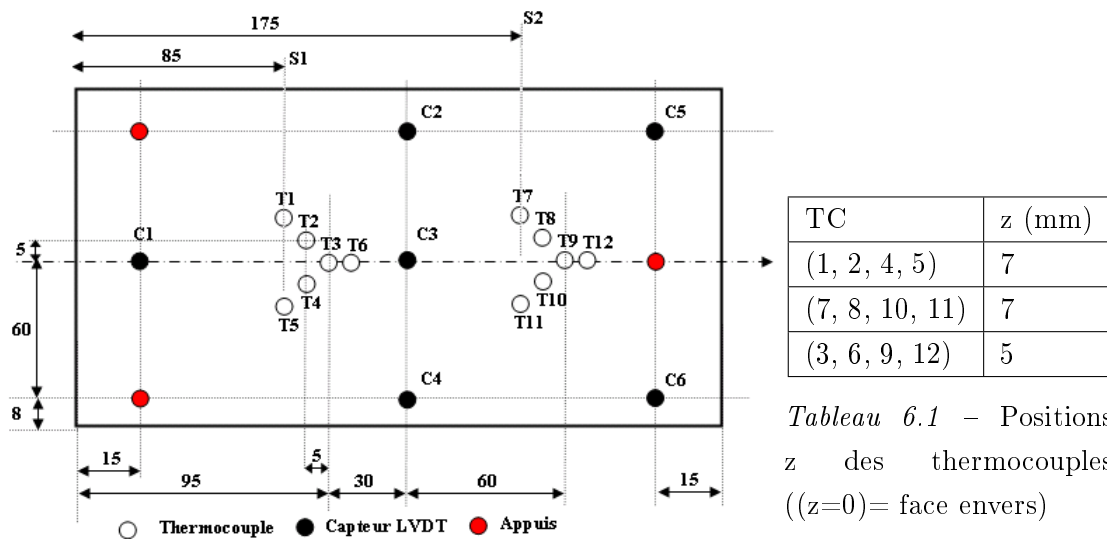 S2
175
S1
85
C2
C5
T1
T7
T2
T8
C1
T3 T6
C3
T9 T12
5
T4
T10
T5
T11
60
C4
C6
8
15
5
15
95
30
60
Thermocouple
Capteur LVDT
Appuis
TC z (mm)
(1, 2, 4, 5) 7
(7, 8, 10, 11) 7
(3, 6, 9, 12) 5
Tableau 6.1 – Positions
z des thermocouples
((z=0)= face envers)